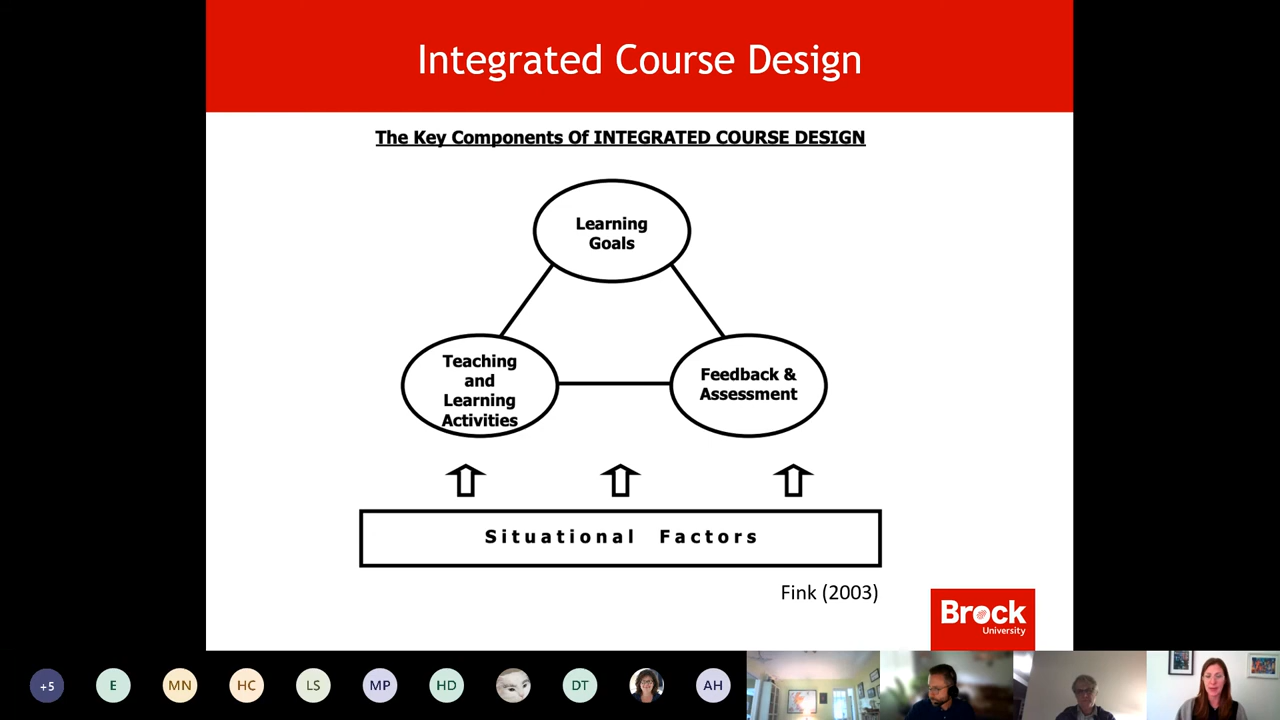 Integrated Course Design
The Key Components Of INTEGRATED COURSE DESIGN
Learning
Goals
Teaching
and
Learning
Activities
Feedback &
Assessment
Situational Factors
Fink (2003)
Brock
University
+5
E
MN
HC
LS
MP
HD
DT
AH